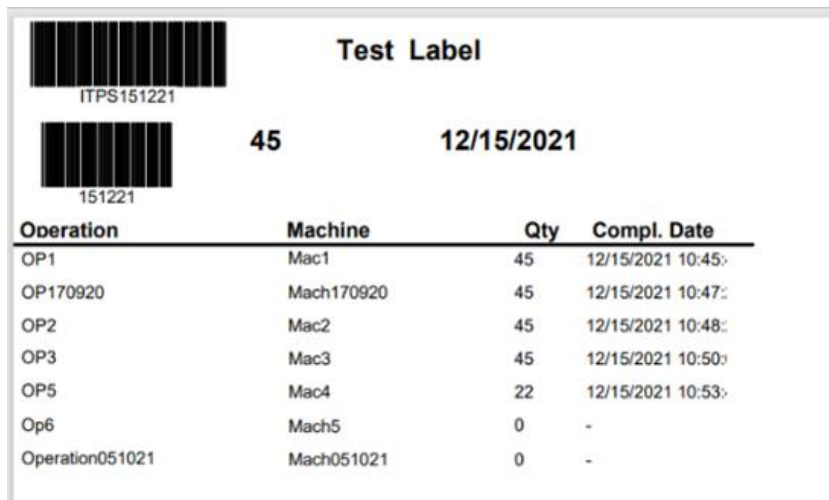 Test Label
ITPS151221
45 12/15/2021
151221
Operation Machine Qty Compl. Date
OP1 Mac1 45 12/15/2021 10:45:
OP170920 Mach170920 45 12/15/2021 10:47:
OP2 Mac2 45 12/15/2021 10:48:
OP3 Mac3 45 12/15/2021 10:50:
OP5 Mac4 22 12/15/2021 10:53:
Op6 Mach5 0 -
Operation051021 Mach051021 0 -